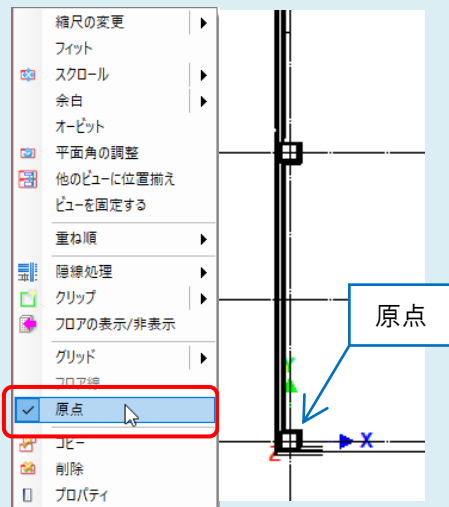 縮尺の変更
フィット
スクロール
余白
オービット
平面角の調整
他のビューに位置揃え
ビューを固定する
重ね順
隠線処理
クリップ
フロアの表示/非表示
グリッド
フロア線
原点
コピー
削除
プロパティ
原点
Y
X
Z